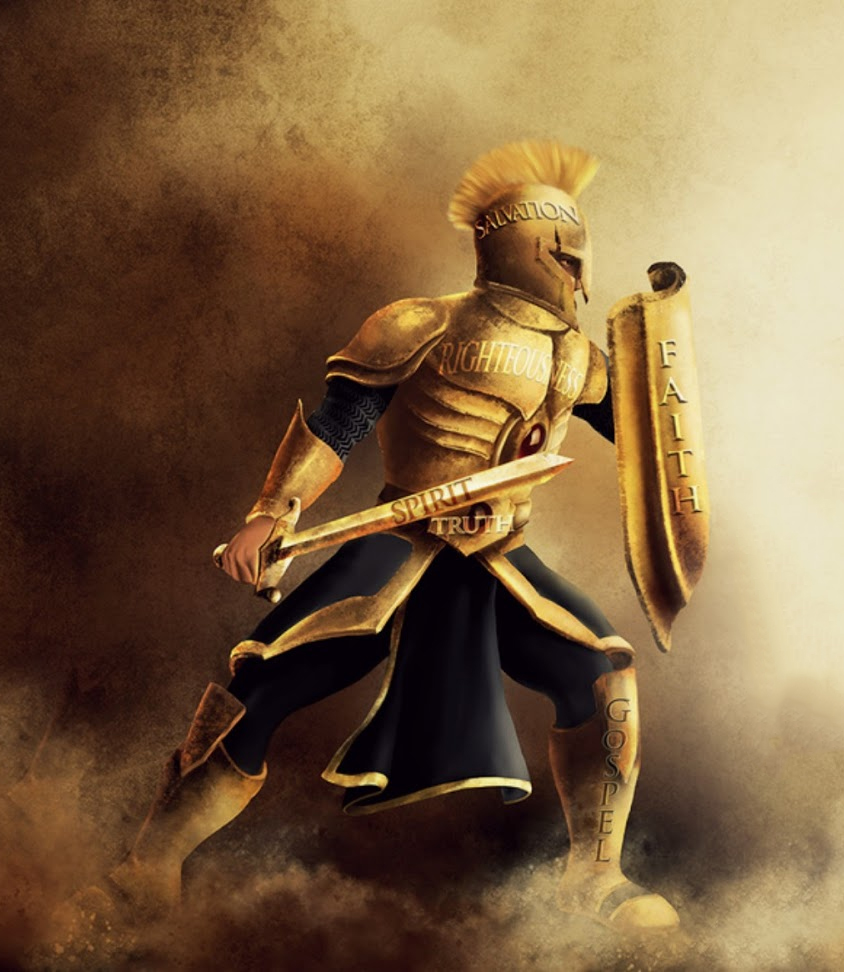 SALVATION
RIGHTEOUSNESS
FAITH
SPIRIT
TRUTH
GOSPEL